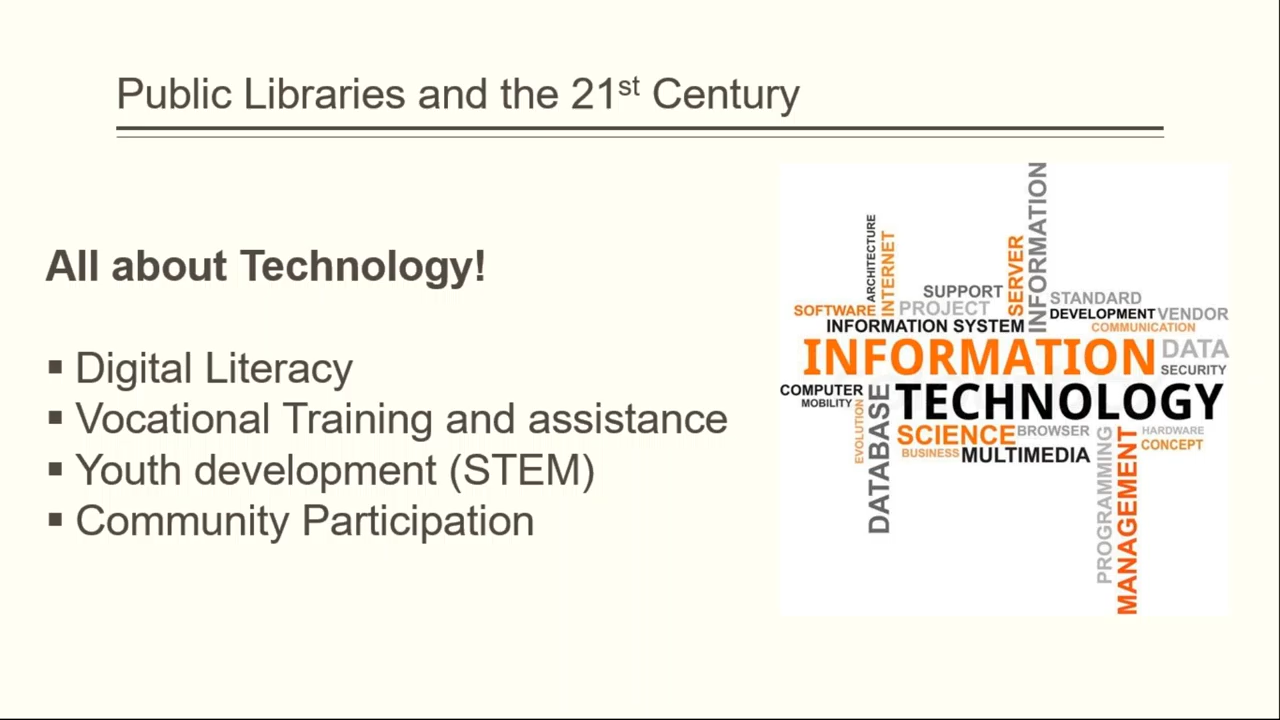 Public Libraries and the 21st Century
All about Technology!
▪ Digital Literacy
▪ Vocational Training and assistance
▪ Youth development (STEM)
▪ Community Participation
ARCHITECTURE
INTERNET
SERVER
INFORMATION
SUPPORT
STANDARD
SOFTWARE
PROJECT
DEVELOPMENT
VENDOR
INFORMATION SYSTEM
COMMUNICATION
INFORMATION
DATA
SECURITY
COMPUTER
MOBILITY
EVOLUTION
DATABASE
TECHNOLOGY
SCIENCE
BROWSER
HARDWARE
BUSINESS
MULTIMEDIA
CONCEPT
PROGRAMMING
MANAGEMENT